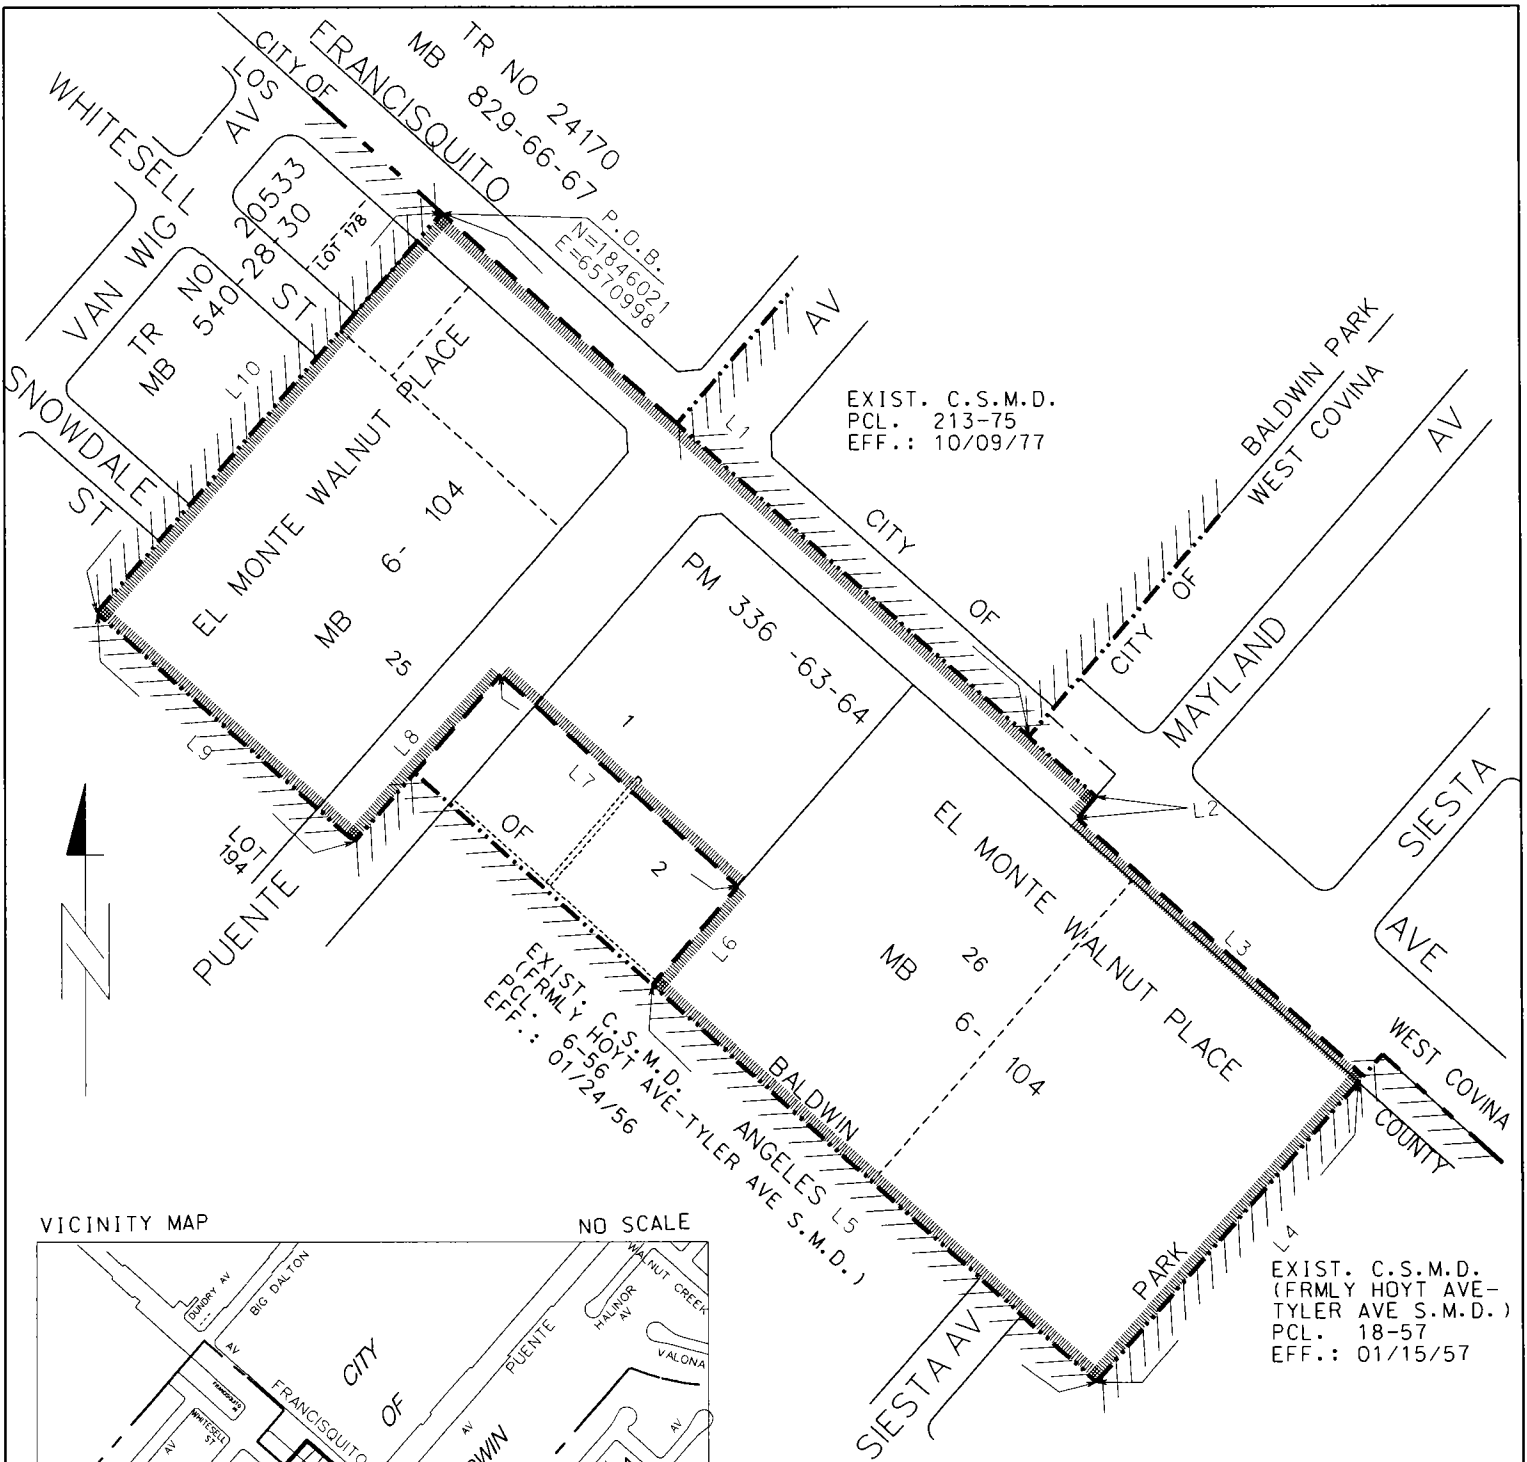 TR NO 24170
MB 829-66-67
FRANCISQUITO
AV
CITY OF
LOS
WHITESELL
AV
ST
20533
540-28-30
LOT 178
VAN WIG
TR NO
MB
L10
SNOWDALE
ST
P.O.B.
N=1846021
E=6570998
L1
EXIST. C.S.M.D.
PCL. 213-75
EFF.: 10/09/77
BALDWIN PARK
WEST COVINA
CITY OF
CITY OF
AV
MAYLAND
EL MONTE WALNUT PLACE
MB 6- 104
25
PM 336 -63-64
1
L8
L7
L9
OF
2
L6
LOT
194
PUENTE
L2
SIESTA
AVE
EL MONTE WALNUT PLACE
L3
26
MB 6- 104
WEST COVINA
COUNTY
EXIST. C.S.M.D.
(FRMLY HOYT AVE-TYLER AVE S.M.D.)
PCL. 6-56
EFF.: 01/24/56
ANGELES
BALDWIN
L5
PARK
L4
SIESTA AV
EXIST. C.S.M.D.
(FRMLY HOYT AVE-
TYLER AVE S.M.D.)
PCL. 18-57
EFF.: 01/15/57
N
VICINITY MAP
NO SCALE
DUNDRY AV
BIG DALTON
AV
CITY
OF
FRANCISQUITO
WHITESELL
ST
AV
PUENTE
AV
HALINOR
AV
WALNUT CREEK
VALONA
AV